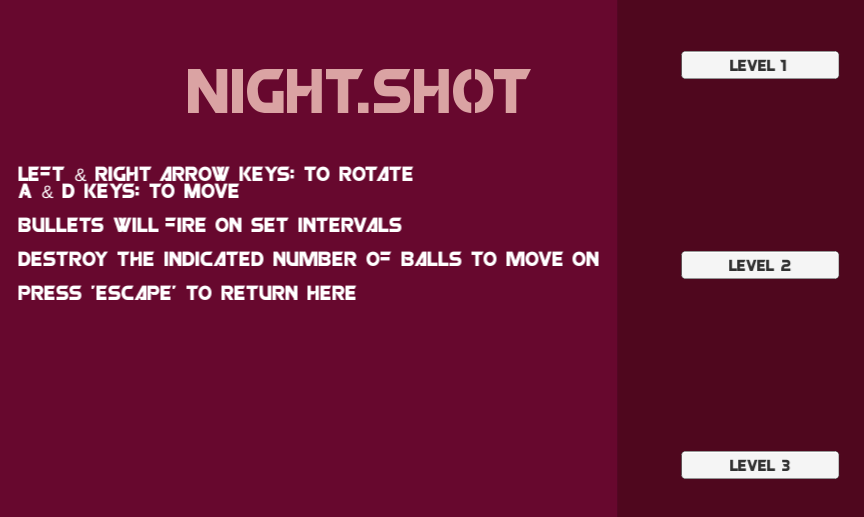 NIGHT.SHOT
LEFT & RIGHT ARROW KEYS: TO ROTATE
A & D KEYS: TO MOVE
BULLETS WILL FIRE ON SET INTERVALS
DESTROY THE INDICATED NUMBER OF BALLS TO MOVE ON
PRESS 'ESCAPE' TO RETURN HERE
LEVEL 1
LEVEL 2
LEVEL 3